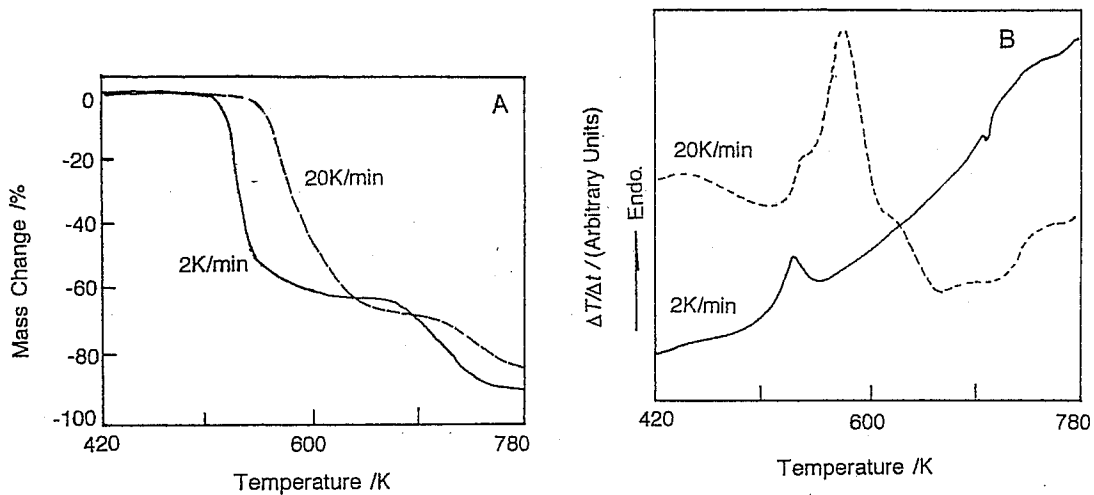 A
Mass Change /%
0
-20
-40
-60
-80
-100
20K/min
2K/min
420
600
780
Temperature /K
B
ΔT/Δt / (Arbitrary Units)
Endo.
20K/min
2K/min
420
600
780
Temperature /K